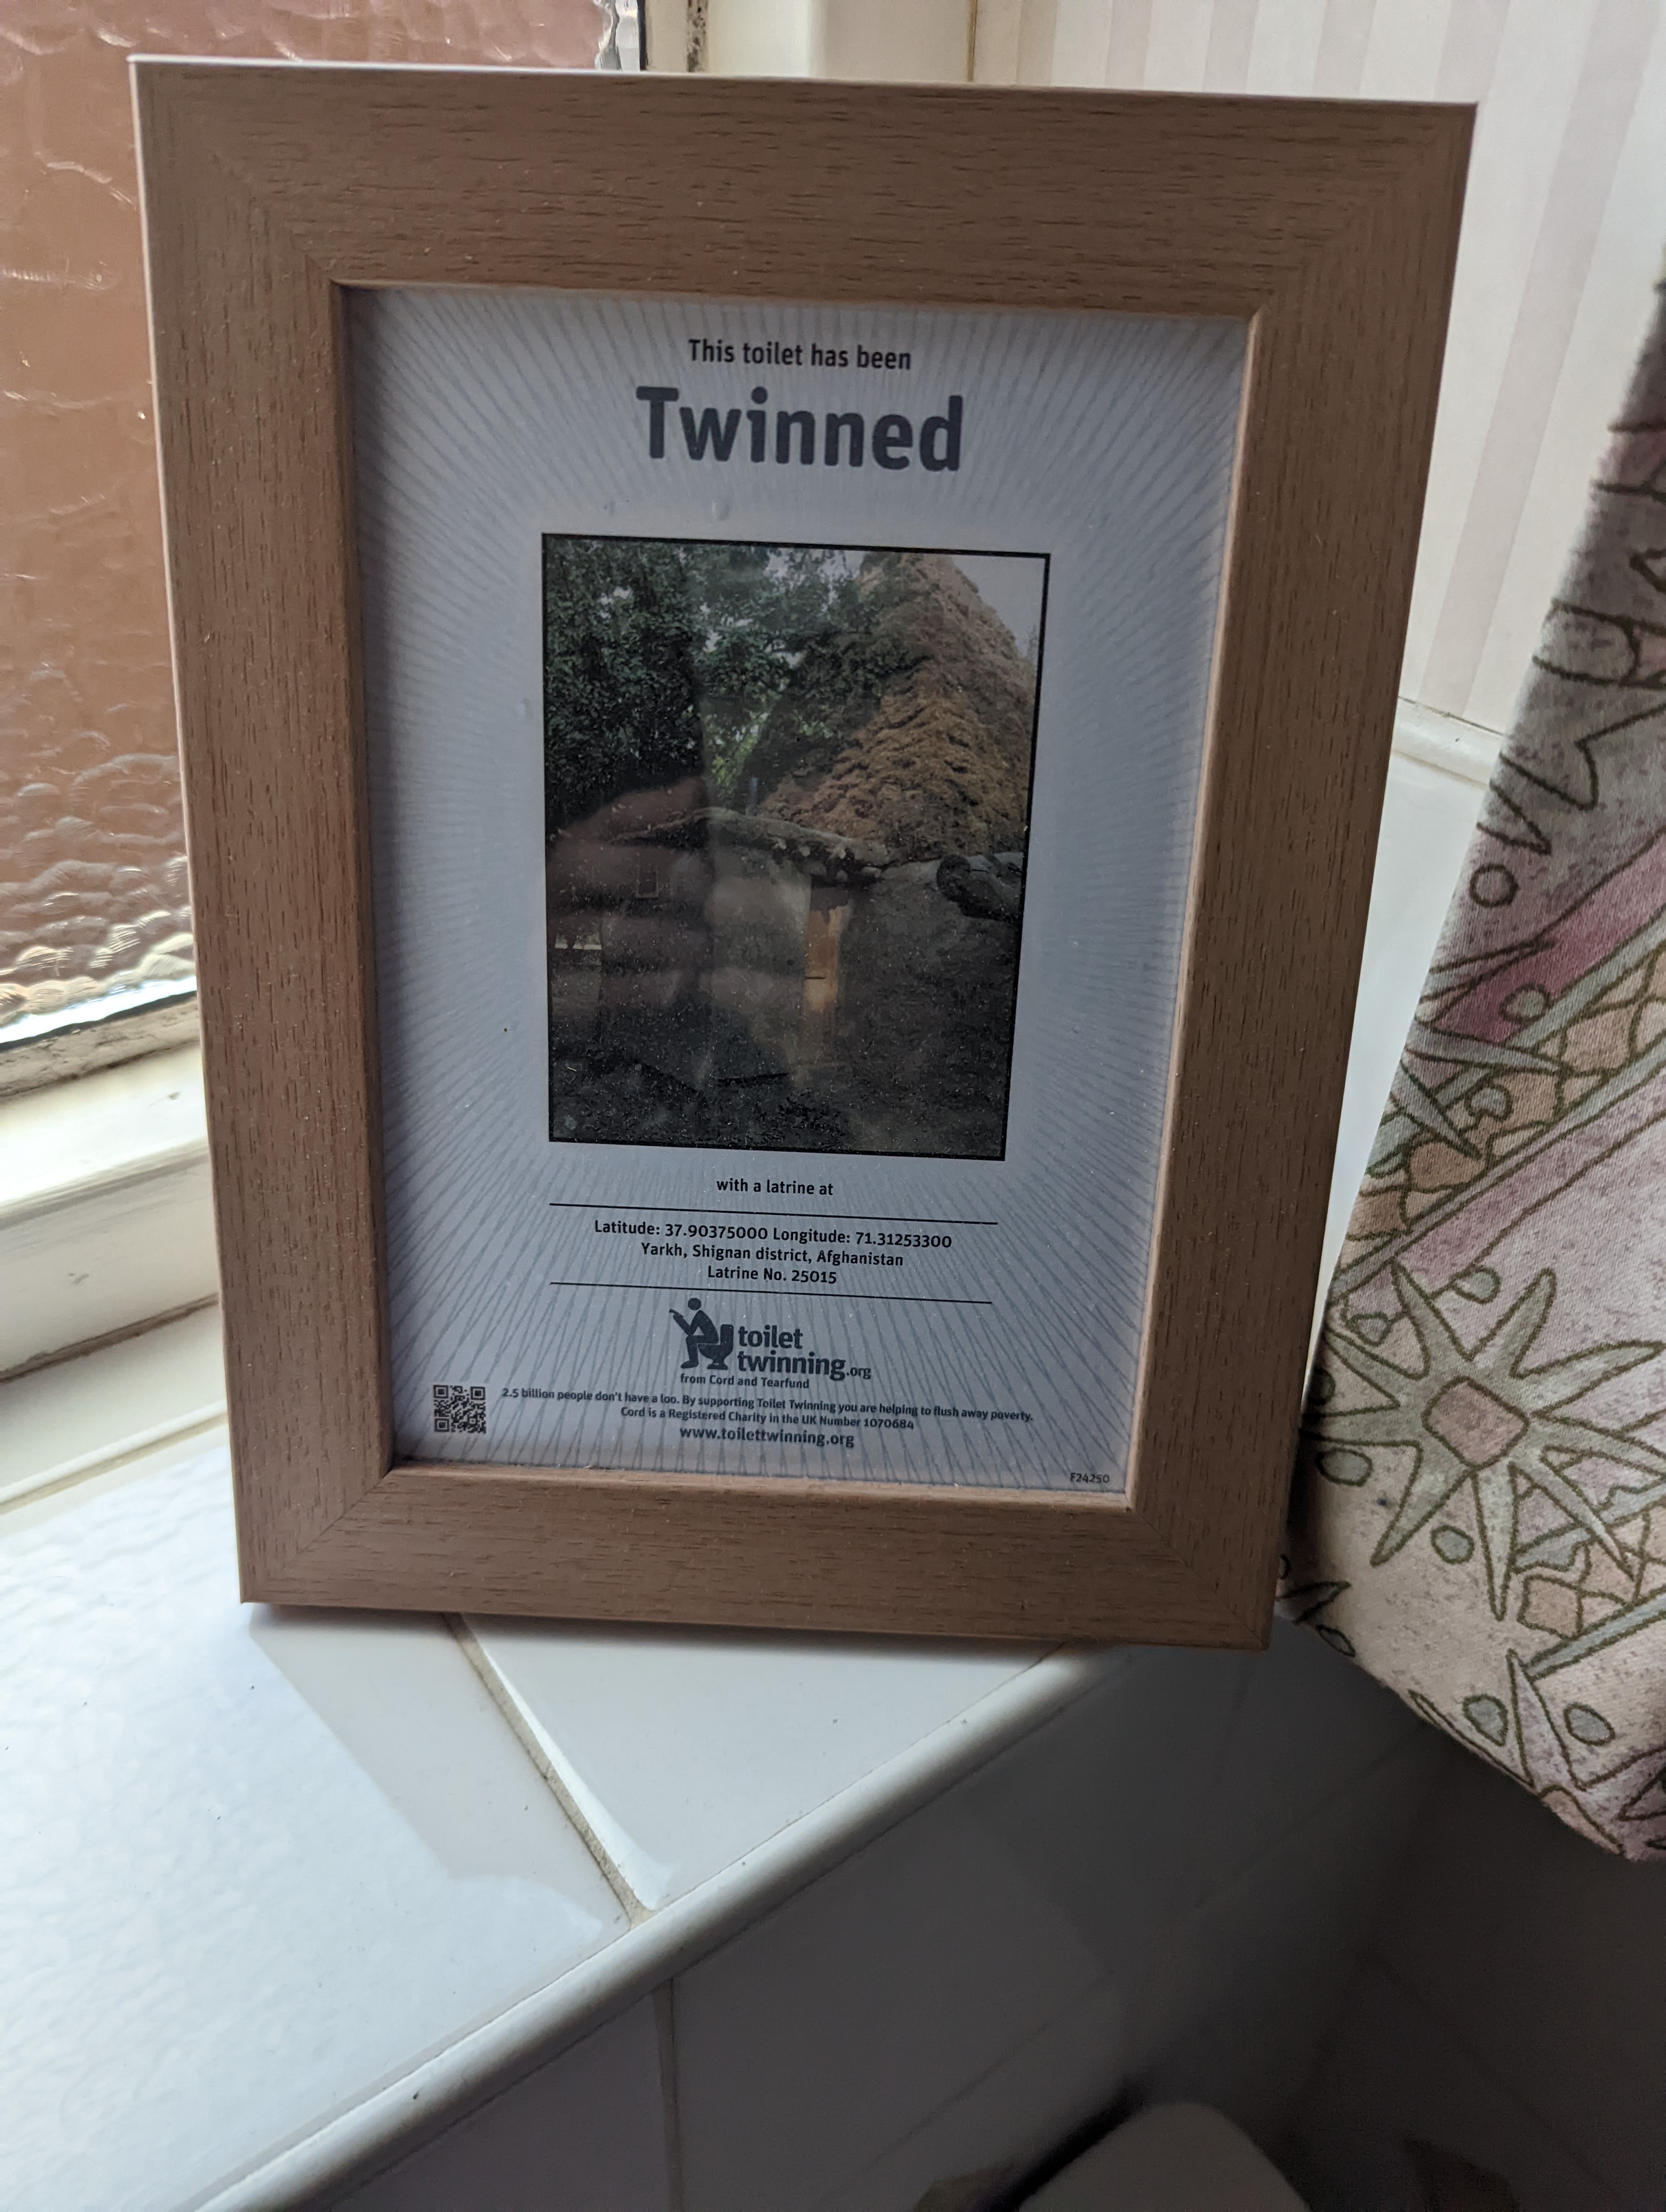 This toilet has been
Twinned
with a latrine at
Latitude: 37.90375000 Longitude: 71.31253300
Yarkh, Shignan district, Afghanistan
Latrine No. 25015
toilet
twinning.org
from Cord and Tearfund
2.5 billion people don't have a loo. By supporting Toilet Twinning you are helping to flush away poverty.
Cord is a Registered Charity in the UK Number 1070684
www.toilettwinning.org
F24250